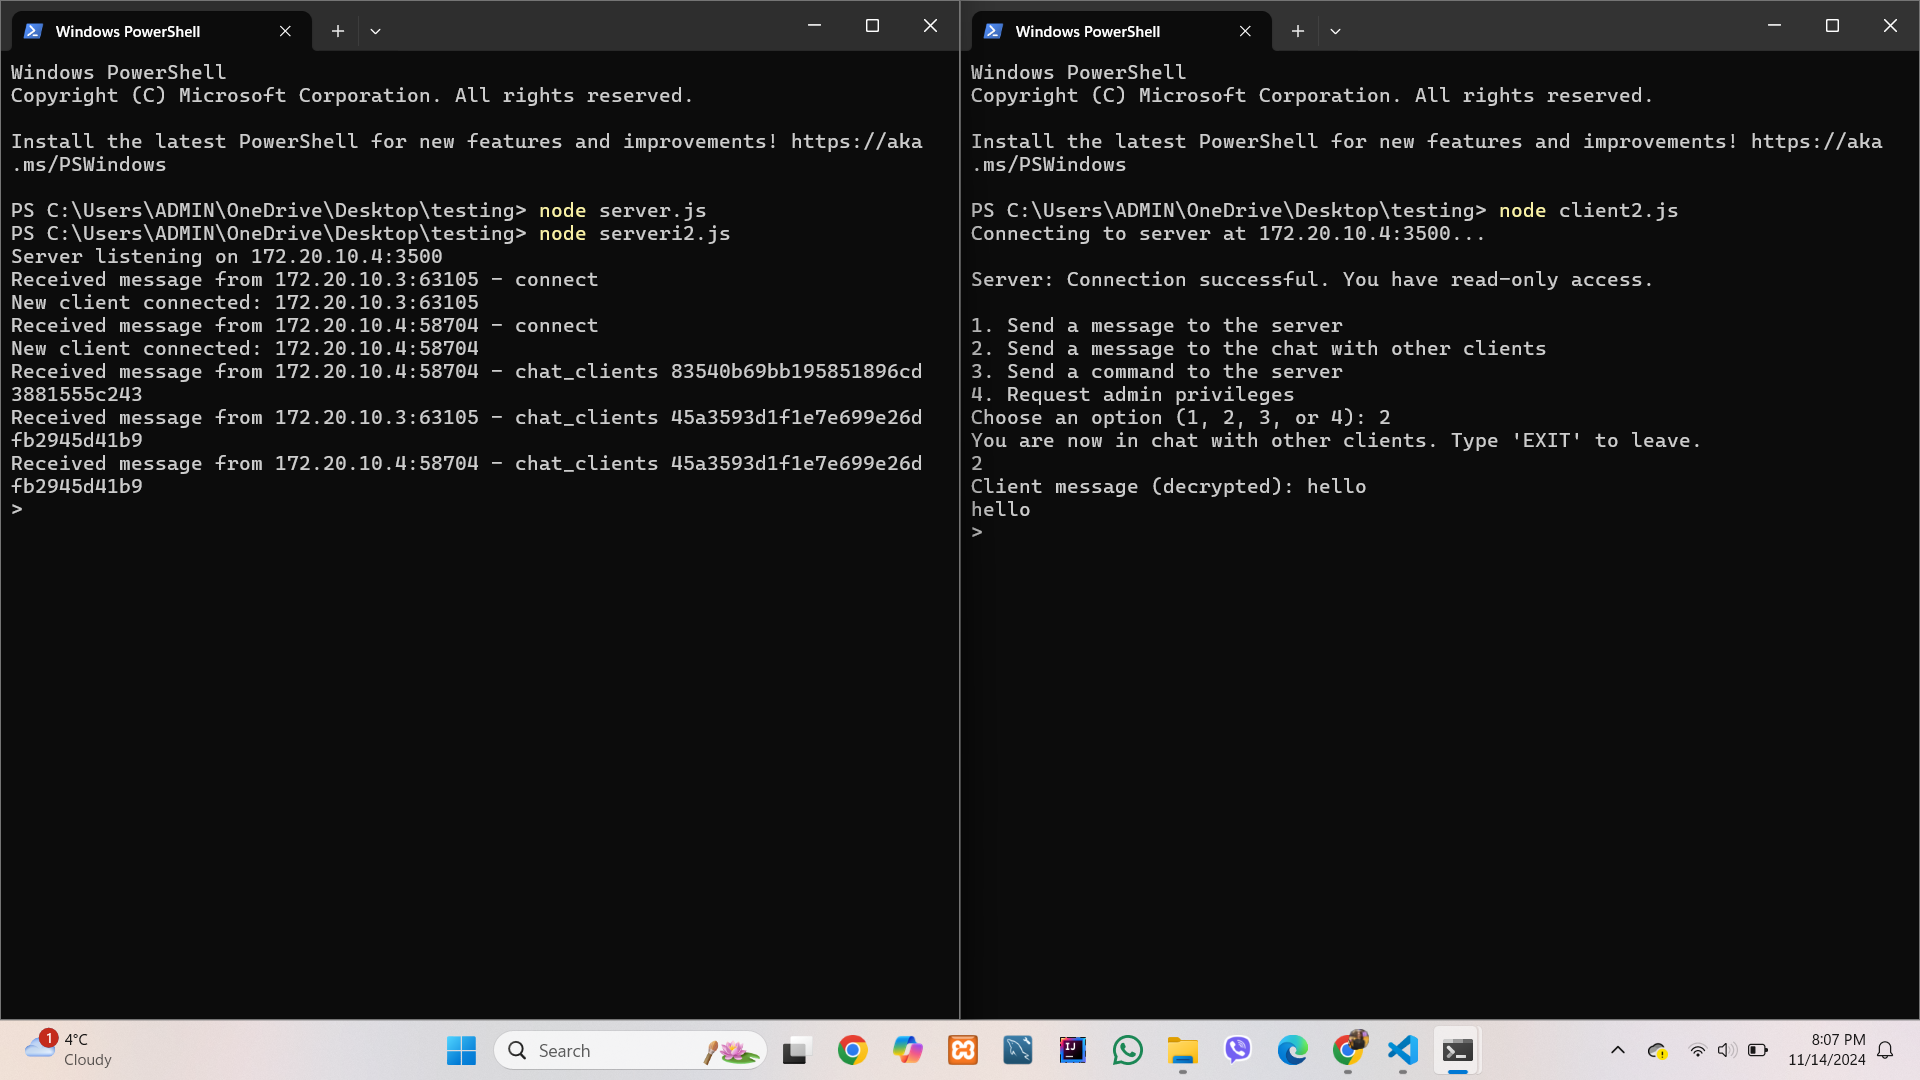 Windows PowerShell
Windows PowerShell
Copyright (C) Microsoft Corporation. All rights reserved.
Install the latest PowerShell for new features and improvements! https://aka
.ms/PSWindows
PS C:\Users\ADMIN\OneDrive\Desktop\testing> node server.js
PS C:\Users\ADMIN\OneDrive\Desktop\testing> node serveri2.js
Server listening on 172.20.10.4:3500
Received message from 172.20.10.3:63105 - connect
New client connected: 172.20.10.3:63105
Received message from 172.20.10.4:58704 - connect
New client connected: 172.20.10.4:58704
Received message from 172.20.10.4:58704 - chat_clients 83540b69bb195851896cd
3881555c243
Received message from 172.20.10.3:63105 - chat_clients 45a3593d1f1e7e699e26d
fb2945d41b9
Received message from 172.20.10.4:58704 - chat_clients 45a3593d1f1e7e699e26d
fb2945d41b9
>
Windows PowerShell
Windows PowerShell
Copyright (C) Microsoft Corporation. All rights reserved.
Install the latest PowerShell for new features and improvements! https://aka
.ms/PSWindows
PS C:\Users\ADMIN\OneDrive\Desktop\testing> node client2.js
Connecting to server at 172.20.10.4:3500...
Server: Connection successful. You have read-only access.
1. Send a message to the server
2. Send a message to the chat with other clients
3. Send a command to the server
4. Request admin privileges
Choose an option (1, 2, 3, or 4): 2
You are now in chat with other clients. Type 'EXIT' to leave.
2
Client message (decrypted): hello
hello
>
1
4°C
Cloudy
Search
IJ
8:07 PM
11/14/2024